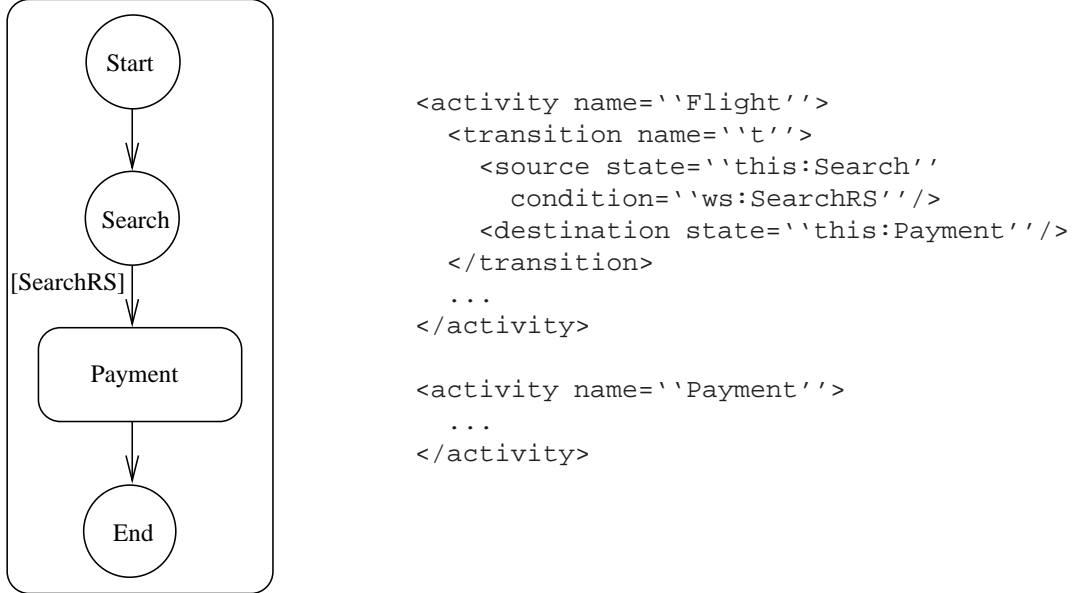 Start
Search
[SearchRS]
Payment
End
<activity name=‘‘Flight’’>
<transition name=‘‘t’’>
<source state=‘‘this:Search’’
condition=‘‘ws:SearchRS’’/>
<destination state=‘‘this:Payment’’/>
</transition>
...
</activity>
<activity name=‘‘Payment’’>
...
</activity>